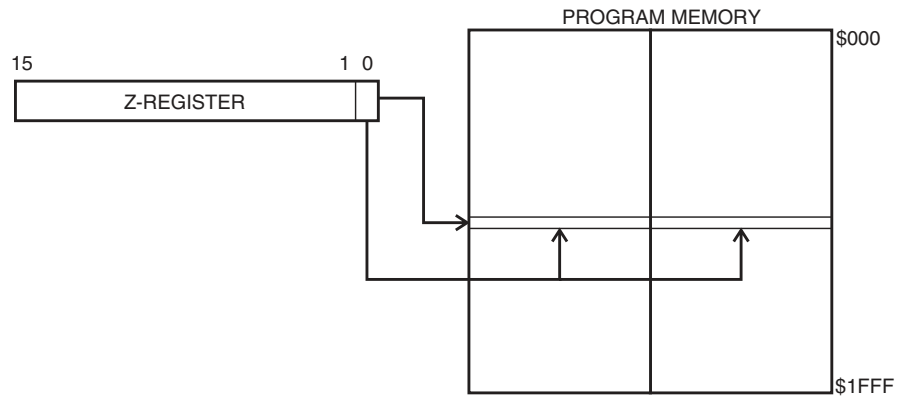 PROGRAM MEMORY
$000
15 1 0
Z-REGISTER
$1FFF